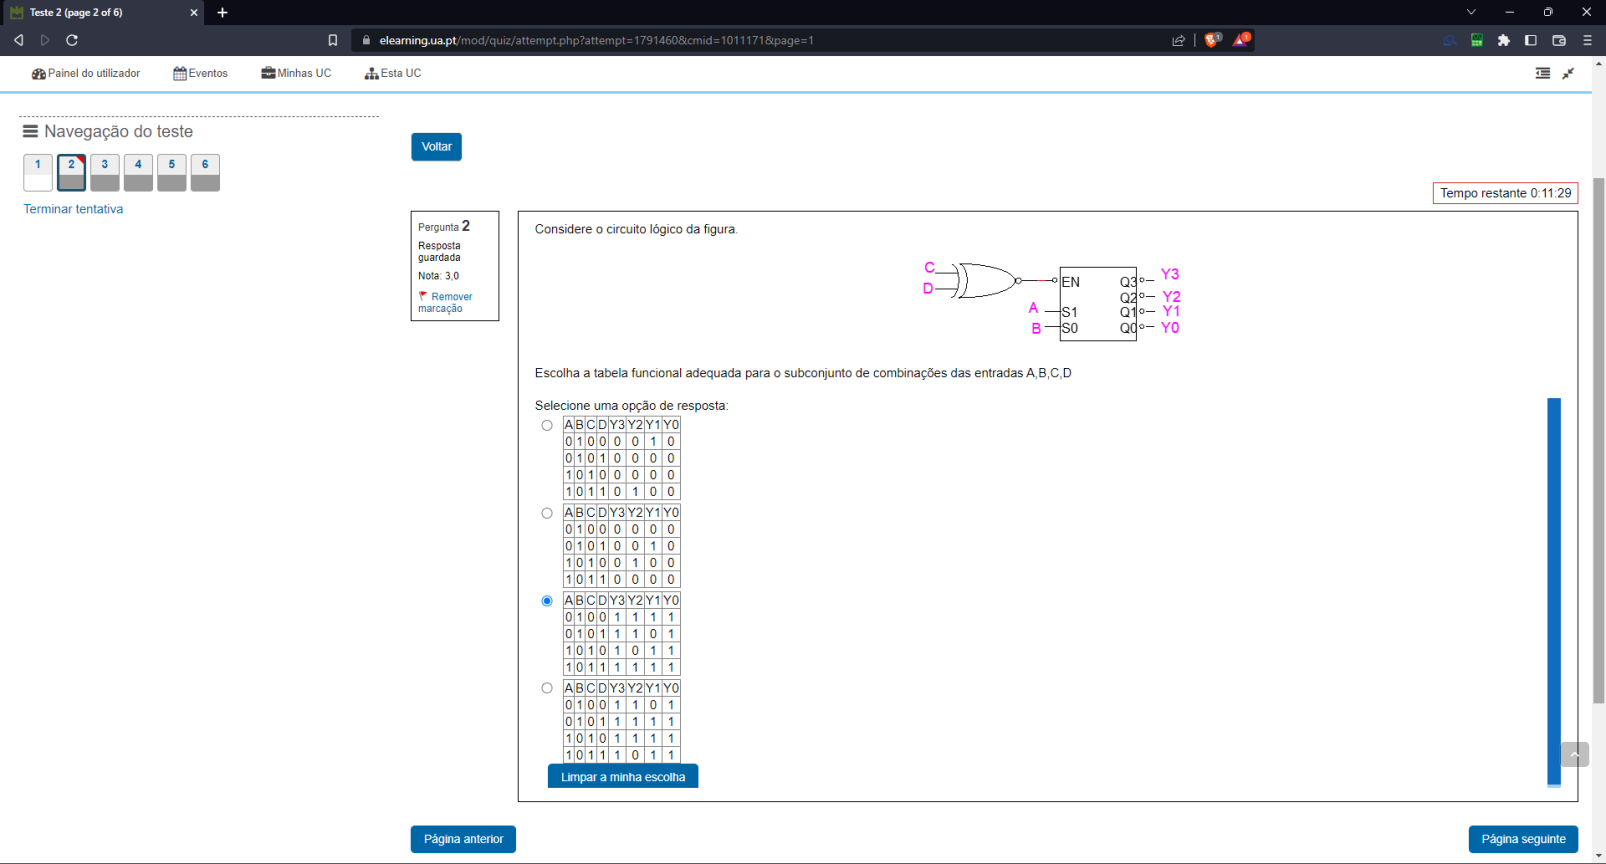 Teste 2 (page 2 of 6)
elearning.ua.pt/mod/quiz/attempt.php?attempt=1791460&cmid=1011171&page=1
Painel do utilizador
Eventos
Minhas UC
Esta UC
Navegação do teste
1 2 3 4 5 6
Terminar tentativa
Voltar
Tempo restante 0:11:29
Pergunta 2
Resposta
guardada
Nota: 3,0
Remover
marcação
Considere o circuito lógico da figura.
C
D
A
B
EN
S1
S0
Q3
Q2
Q1
Q0
Y3
Y2
Y1
Y0
Escolha a tabela funcional adequada para o subconjunto de combinações das entradas A,B,C,D
Selecione uma opção de resposta:
A B C D Y3 Y2 Y1 Y0
0 1 0 0 0 0 1 0
0 1 0 1 0 0 0 0
1 0 1 0 0 0 0 0
1 0 1 1 0 1 0 0
A B C D Y3 Y2 Y1 Y0
0 1 0 0 0 0 0 0
0 1 0 1 0 0 1 0
1 0 1 0 0 1 0 0
1 0 1 1 0 0 0 0
A B C D Y3 Y2 Y1 Y0
0 1 0 0 1 1 1 1
0 1 0 1 1 1 0 1
1 0 1 0 1 0 1 1
1 0 1 1 1 1 1 1
A B C D Y3 Y2 Y1 Y0
0 1 0 0 1 1 0 1
0 1 0 1 1 1 1 1
1 0 1 0 1 1 1 1
1 0 1 1 1 0 1 1
Limpar a minha escolha
Página anterior
Página seguinte